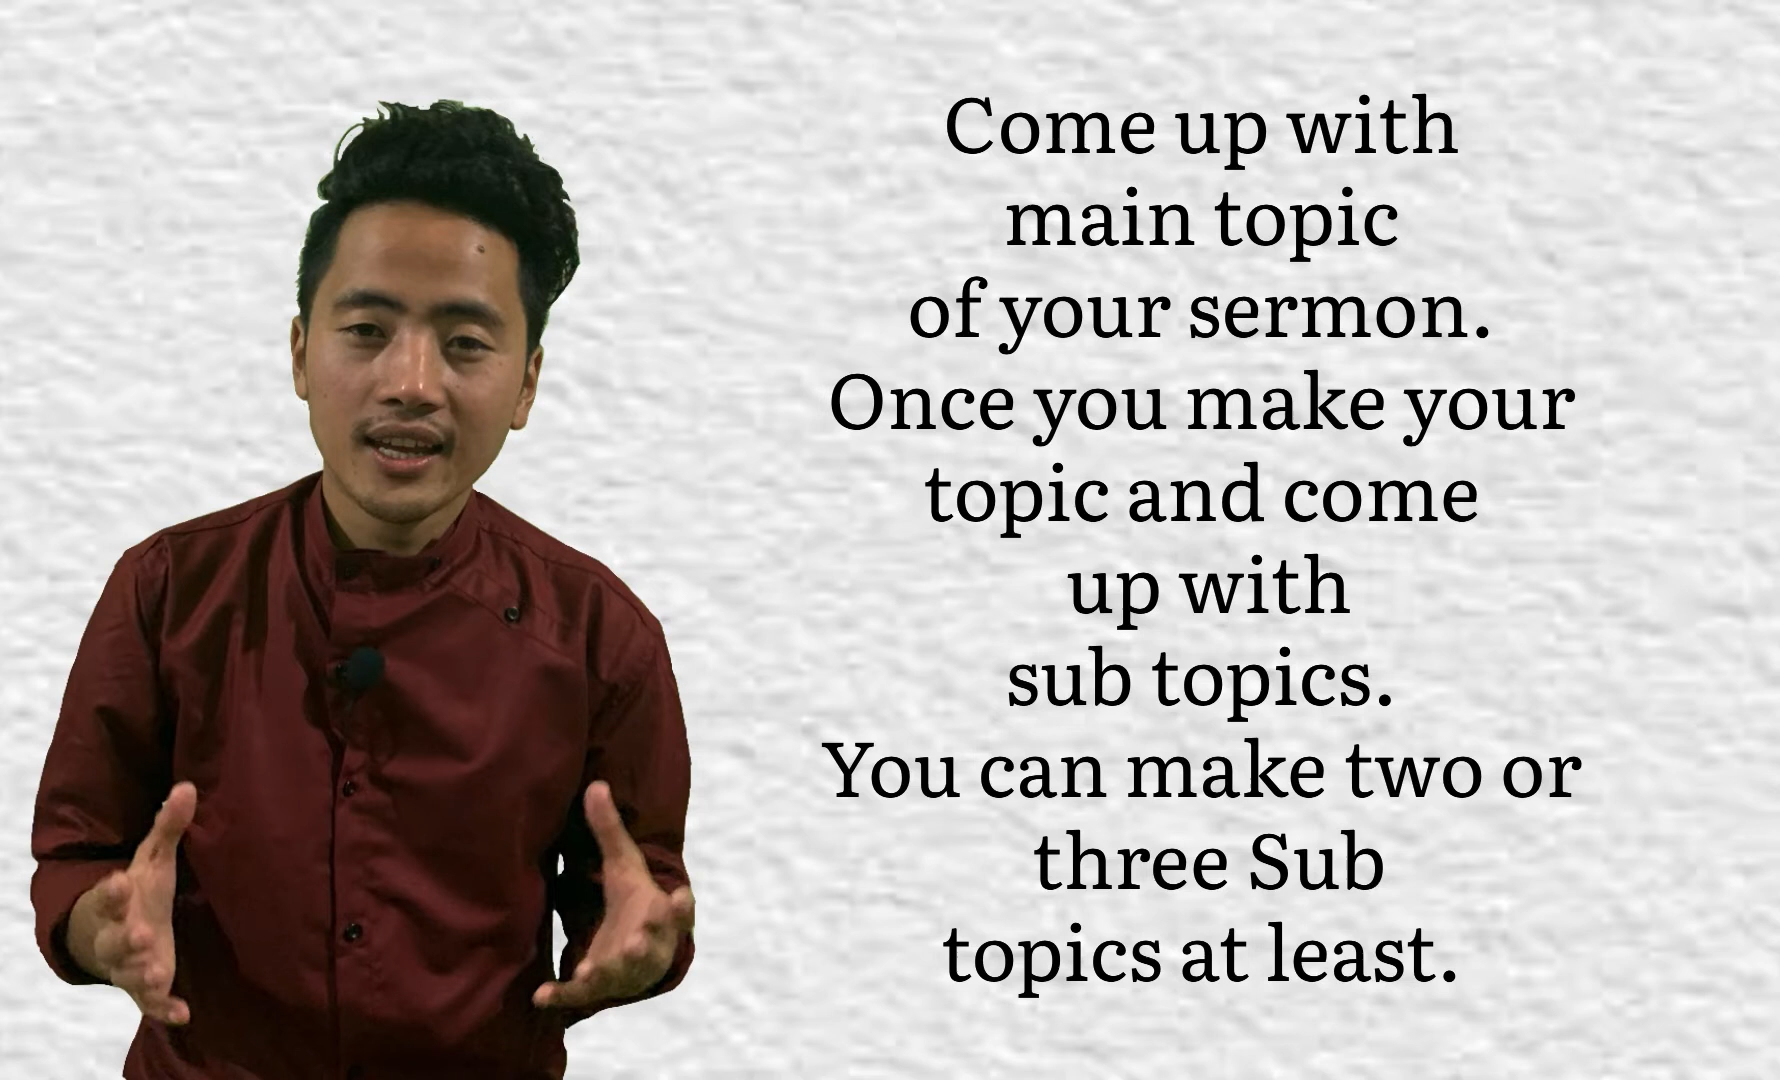 Come up with
main topic
of your sermon.
Once you make your
topic and come
up with
sub topics.
You can make two or
three Sub
topics at least.